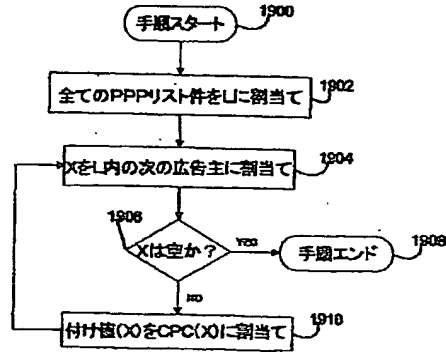 手順スタート
1900
全てのPPPリスト件をLに割当て
1902
XをL内の次の広告主に割当て
1904
1906
Xは空か？
YES
手順エンド
1908
NO
付け値(X)をCPC(X)に割当て
1910